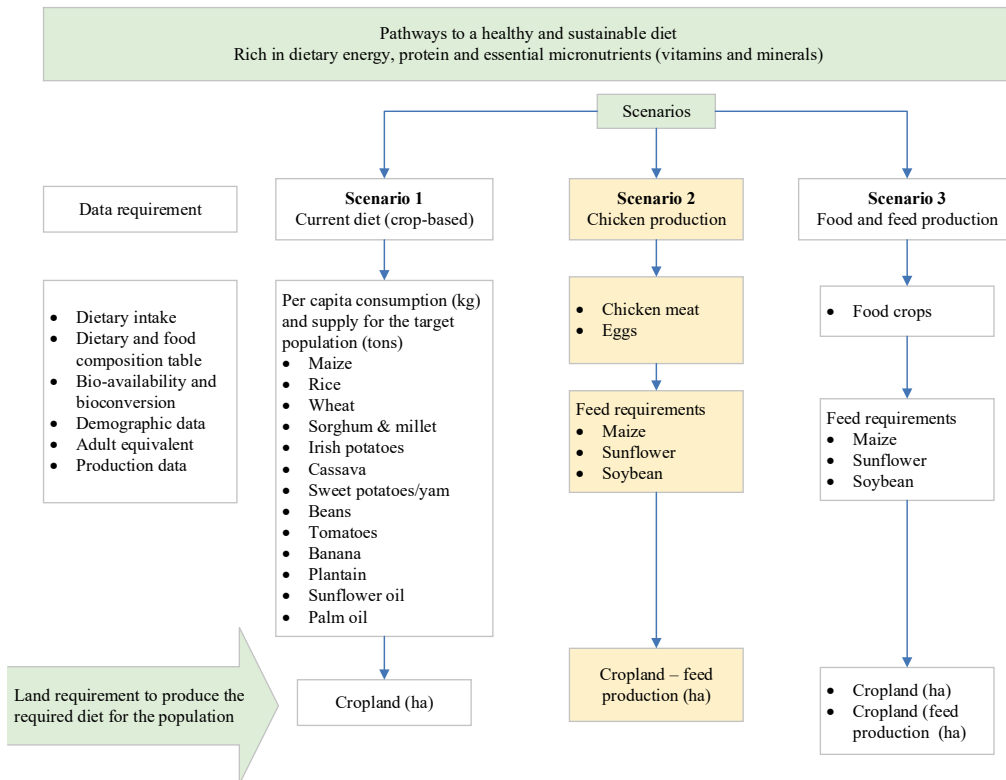 Pathways to a healthy and sustainable diet
Rich in dietary energy, protein and essential micronutrients (vitamins and minerals)
Scenarios
Data requirement
Scenario 1
Current diet (crop-based)
Scenario 2
Chicken production
Scenario 3
Food and feed production
• Dietary intake
• Dietary and food
composition table
• Bio-availability and
bioconversion
• Demographic data
• Adult equivalent
• Production data
Per capita consumption (kg)
and supply for the target
population (tons)
• Maize
• Rice
• Wheat
• Sorghum & millet
• Irish potatoes
• Cassava
• Sweet potatoes/yam
• Beans
• Tomatoes
• Banana
• Plantain
• Sunflower oil
• Palm oil
• Chicken meat
• Eggs
• Food crops
Feed requirements
• Maize
• Sunflower
• Soybean
Feed requirements
• Maize
• Sunflower
• Soybean
Land requirement to produce the
required diet for the population
Cropland (ha)
Cropland – feed
production (ha)
• Cropland (ha)
• Cropland (feed
production (ha)